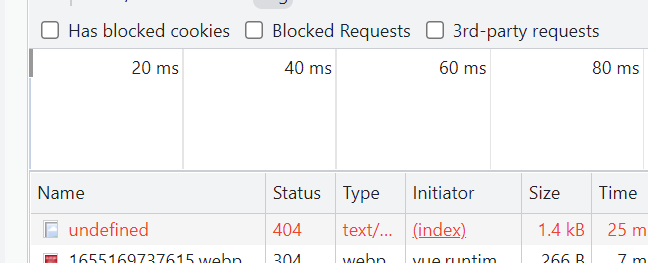 Has blocked cookies Blocked Requests 3rd-party requests
20 ms 40 ms 60 ms 80 ms
Name Status Type Initiator Size Time
undefined 404 text/... (index) 1.4 kB 25 m
1655169737615.webp 304 webp vue.runtim 266 B 7 m